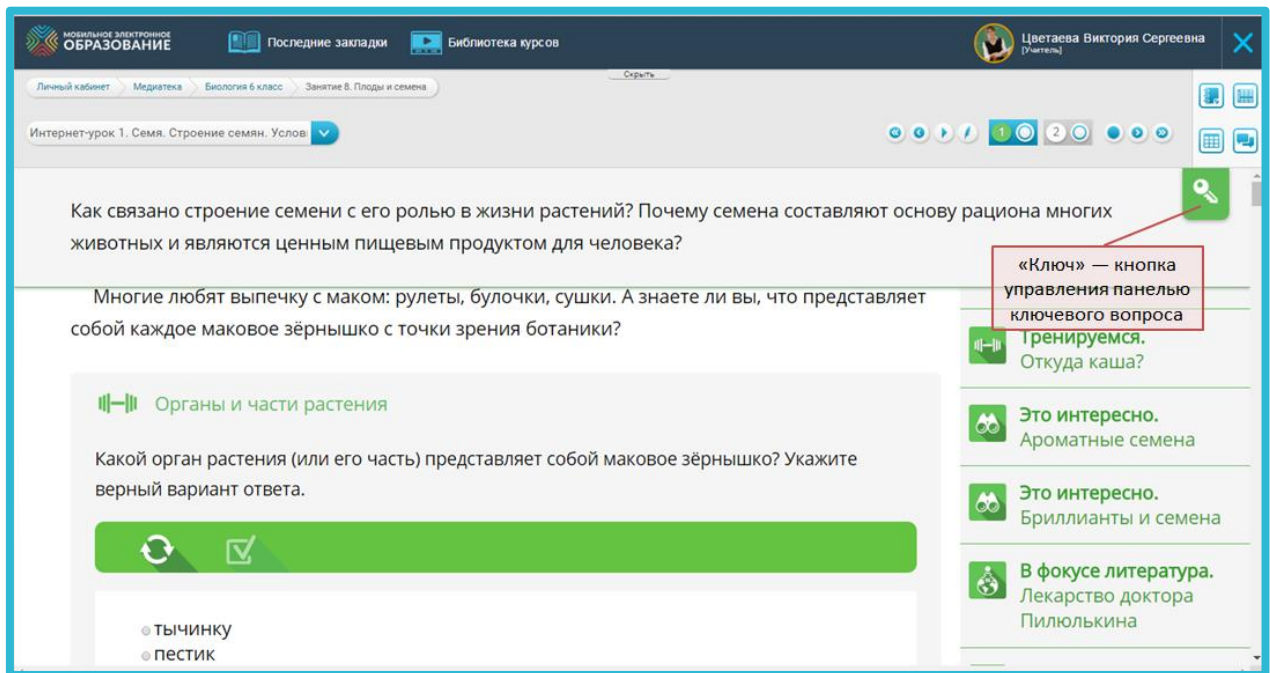 МОБИЛЬНОЕ ЭЛЕКТРОННОЕ
ОБРАЗОВАНИЕ
Последние закладки
Библиотека курсов
Цветаева Виктория Сергеевна
[Учитель]
Скрыть
Личный кабинет
Медиатека
Биология 6 класс
Занятие 8. Плоды и семена
Интернет-урок 1. Семя. Строение семян. Услов
1
2
Как связано строение семени с его ролью в жизни растений? Почему семена составляют основу рациона многих
животных и являются ценным пищевым продуктом для человека?
«Ключ» — кнопка
управления панелью
ключевого вопроса
Многие любят выпечку с маком: рулеты, булочки, сушки. А знаете ли вы, что представляет
собой каждое маковое зёрнышко с точки зрения ботаники?
Органы и части растения
Какой орган растения (или его часть) представляет собой маковое зёрнышко? Укажите
верный вариант ответа.
тычинку
пестик
Тренируемся.
Откуда каша?
Это интересно.
Ароматные семена
Это интересно.
Бриллианты и семена
В фокусе литература.
Лекарство доктора
Пилюлькина